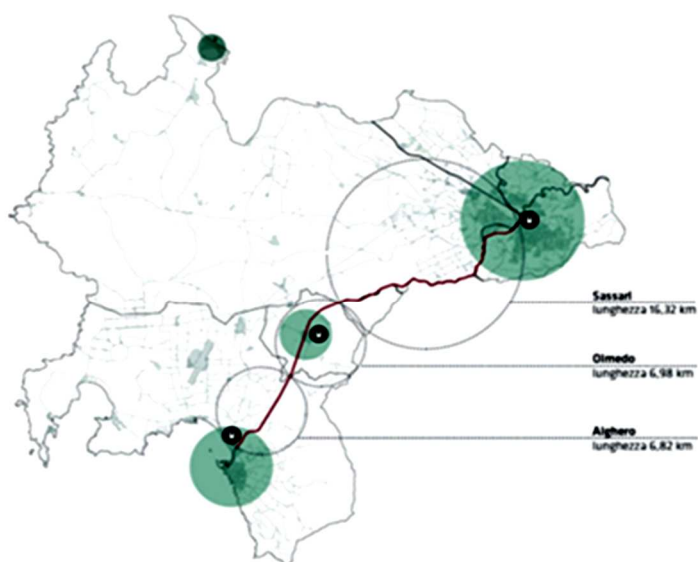 Sassari
lunghezza 16,32 km
Olmedo
lunghezza 6,98 km
Alghero
lunghezza 6,82 km